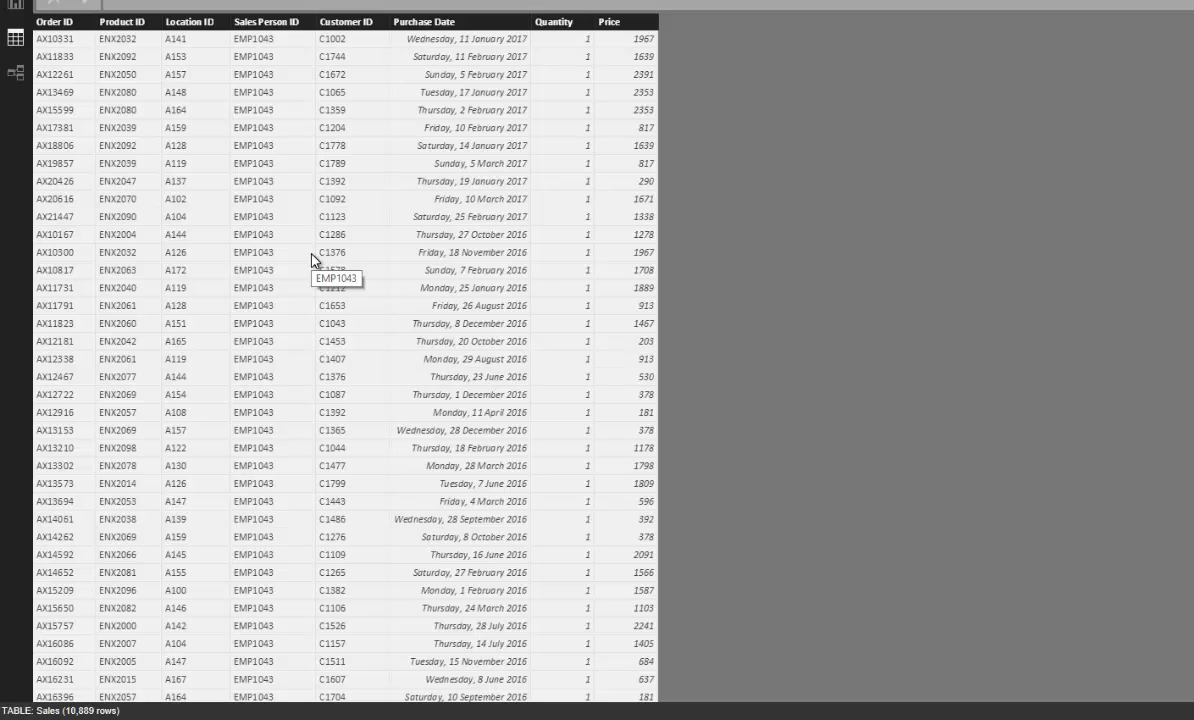 Order ID Product ID Location ID Sales Person ID Customer ID Purchase Date Quantity Price
AX10331 ENX2032 A141 EMP1043 C1002 Wednesday, 11 January 2017 1 1967
AX11833 ENX2092 A153 EMP1043 C1744 Saturday, 11 February 2017 1 1639
AX12261 ENX2050 A157 EMP1043 C1672 Sunday, 5 February 2017 1 2391
AX13469 ENX2080 A148 EMP1043 C1065 Tuesday, 17 January 2017 1 2353
AX15599 ENX2080 A164 EMP1043 C1359 Thursday, 2 February 2017 1 2353
AX17381 ENX2039 A159 EMP1043 C1204 Friday, 10 February 2017 1 817
AX18806 ENX2092 A128 EMP1043 C1778 Saturday, 14 January 2017 1 1639
AX19857 ENX2039 A119 EMP1043 C1789 Sunday, 5 March 2017 1 817
AX20426 ENX2047 A137 EMP1043 C1392 Thursday, 19 January 2017 1 290
AX20616 ENX2070 A102 EMP1043 C1092 Friday, 10 March 2017 1 1671
AX21447 ENX2090 A104 EMP1043 C1123 Saturday, 25 February 2017 1 1338
AX10167 ENX2004 A144 EMP1043 C1286 Thursday, 27 October 2016 1 1278
AX10300 ENX2032 A126 EMP1043 C1376 Friday, 18 November 2016 1 1967
AX10817 ENX2063 A172 EMP1043 Sunday, 7 February 2016 1 1708
EMP1043
AX11731 ENX2040 A119 EMP1043 Monday, 25 January 2016 1 1889
AX11791 ENX2061 A128 EMP1043 C1653 Friday, 26 August 2016 1 913
AX11823 ENX2060 A151 EMP1043 C1043 Thursday, 8 December 2016 1 1467
AX12181 ENX2042 A165 EMP1043 C1453 Thursday, 20 October 2016 1 203
AX12338 ENX2061 A119 EMP1043 C1407 Monday, 29 August 2016 1 913
AX12467 ENX2077 A144 EMP1043 C1376 Thursday, 23 June 2016 1 530
AX12722 ENX2069 A154 EMP1043 C1087 Thursday, 1 December 2016 1 378
AX12916 ENX2057 A108 EMP1043 C1392 Monday, 11 April 2016 1 181
AX13153 ENX2069 A157 EMP1043 C1365 Wednesday, 28 December 2016 1 378
AX13210 ENX2098 A122 EMP1043 C1044 Thursday, 18 February 2016 1 1178
AX13302 ENX2078 A130 EMP1043 C1477 Monday, 28 March 2016 1 1798
AX13573 ENX2014 A126 EMP1043 C1799 Tuesday, 7 June 2016 1 1809
AX13694 ENX2053 A147 EMP1043 C1443 Friday, 4 March 2016 1 596
AX14061 ENX2038 A139 EMP1043 C1486 Wednesday, 28 September 2016 1 392
AX14262 ENX2069 A159 EMP1043 C1276 Saturday, 8 October 2016 1 378
AX14592 ENX2066 A145 EMP1043 C1109 Thursday, 16 June 2016 1 2091
AX14652 ENX2081 A155 EMP1043 C1265 Saturday, 27 February 2016 1 1566
AX15209 ENX2096 A100 EMP1043 C1382 Monday, 1 February 2016 1 1587
AX15650 ENX2082 A146 EMP1043 C1106 Thursday, 24 March 2016 1 1103
AX15757 ENX2000 A142 EMP1043 C1526 Thursday, 28 July 2016 1 2241
AX16086 ENX2007 A104 EMP1043 C1157 Thursday, 14 July 2016 1 1405
AX16092 ENX2005 A147 EMP1043 C1511 Tuesday, 15 November 2016 1 684
AX16231 ENX2015 A167 EMP1043 C1607 Wednesday, 8 June 2016 1 637
AX16396 ENX2057 A164 EMP1043 C1704 Saturday, 10 September 2016 1 181
TABLE: Sales (10,889 rows)